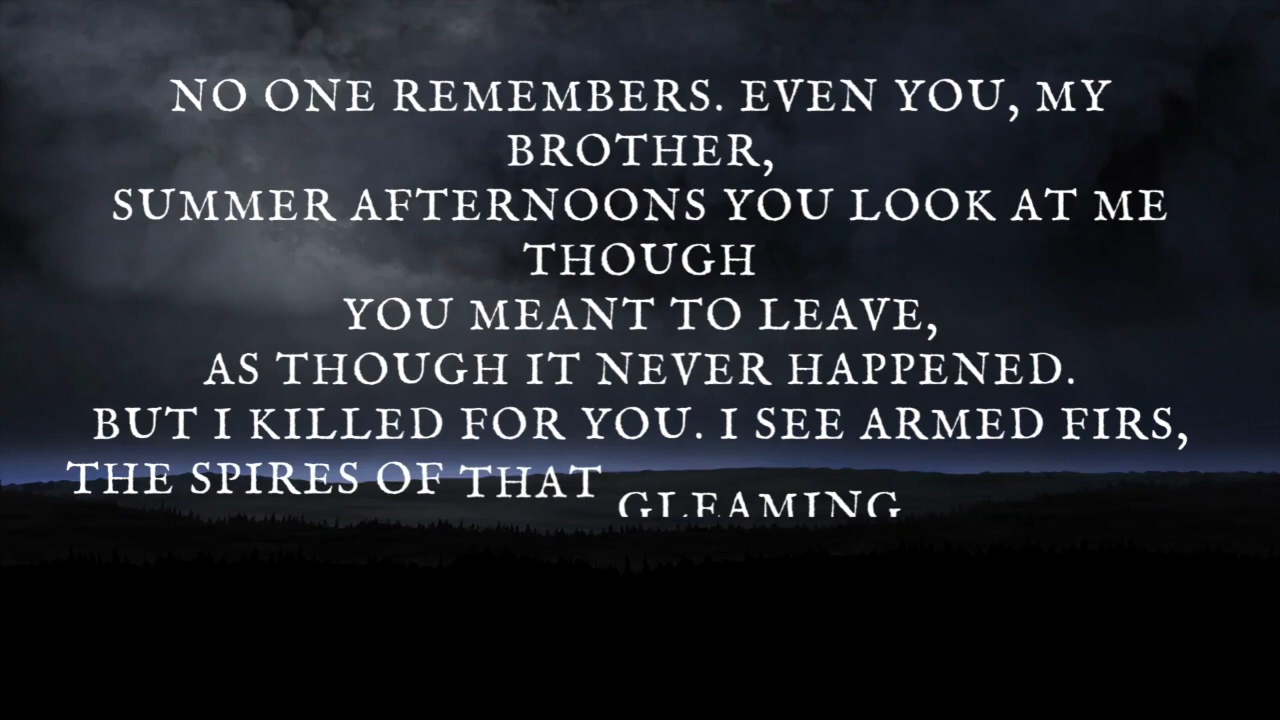 NO ONE REMEMBERS. EVEN YOU, MY
BROTHER,
SUMMER AFTERNOONS YOU LOOK AT ME
THOUGH
YOU MEANT TO LEAVE,
AS THOUGH IT NEVER HAPPENED.
BUT I KILLED FOR YOU. I SEE ARMED FIRS,
THE SPIRES OF THAT GLEAMING